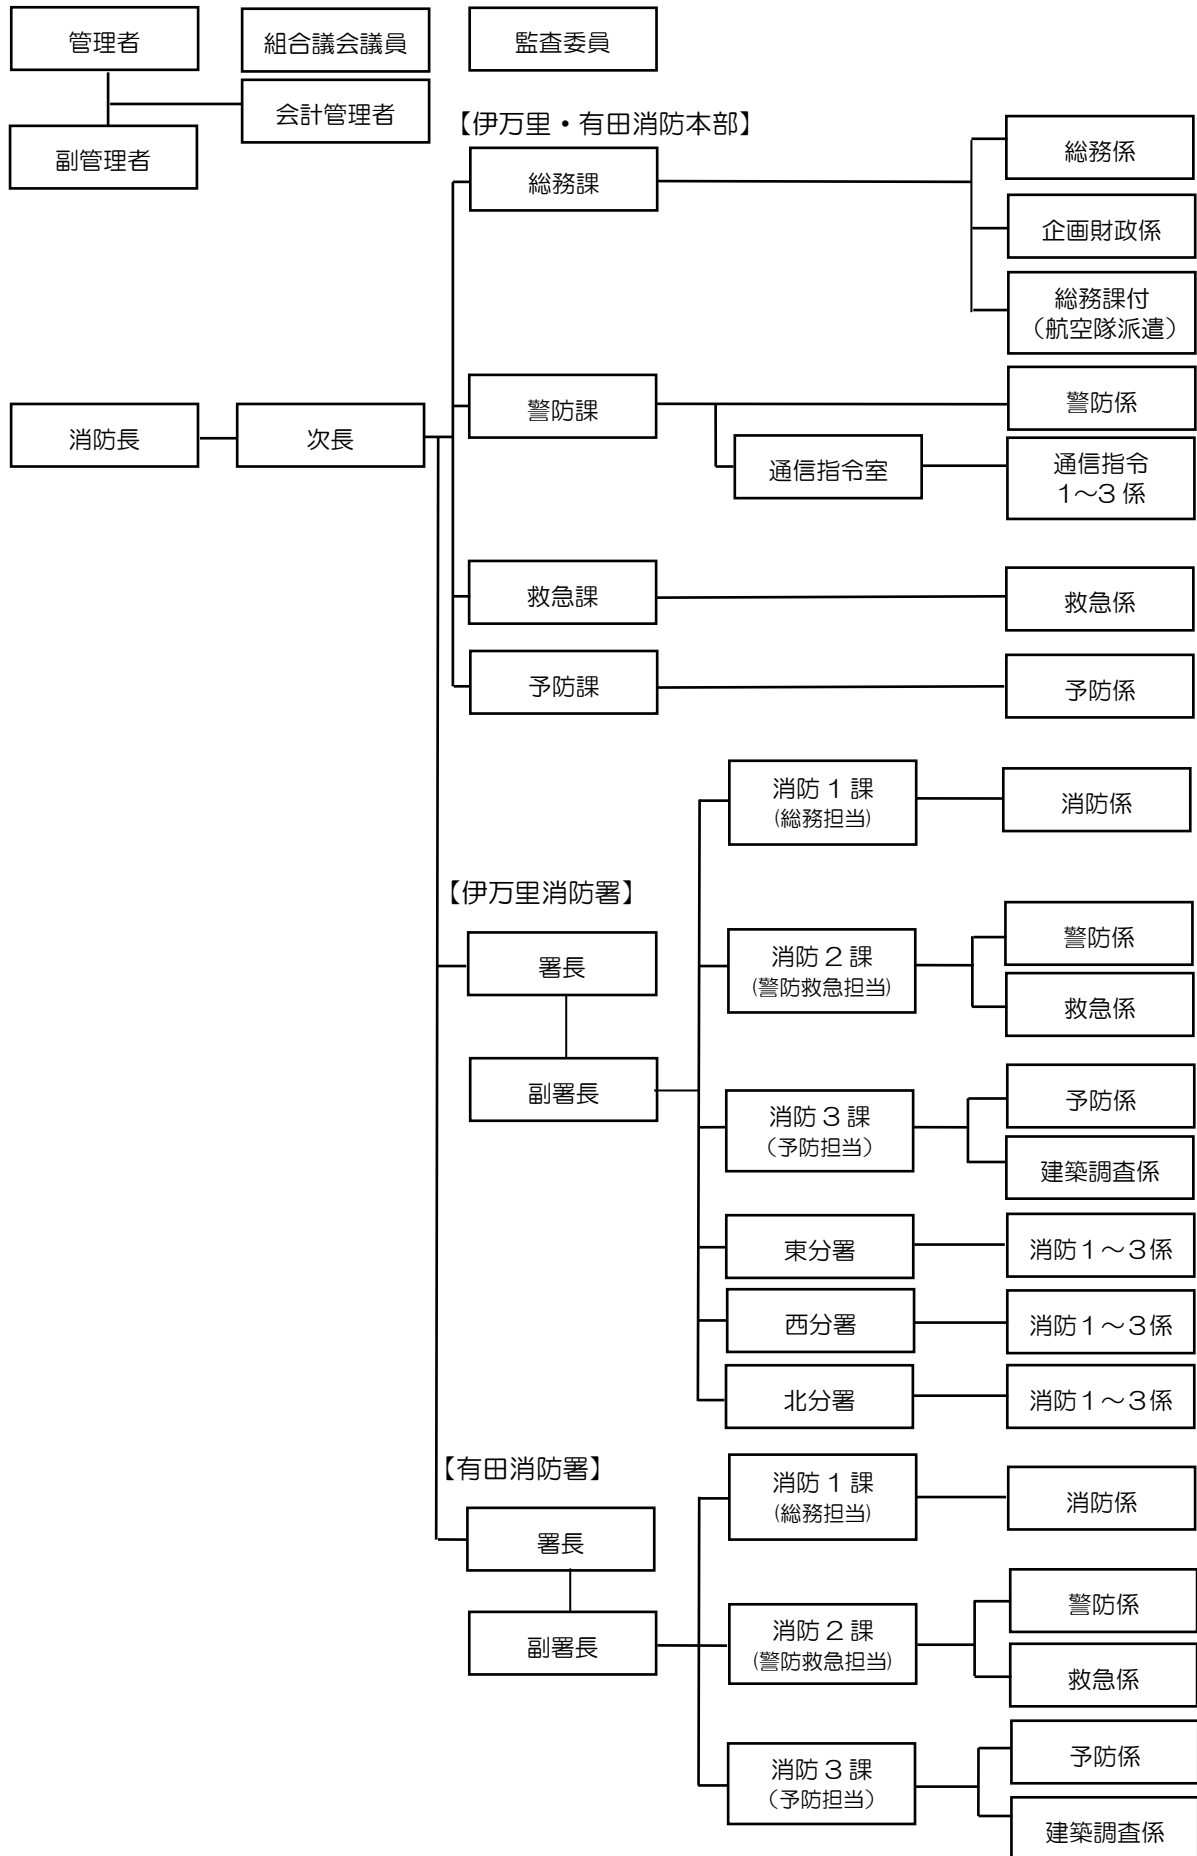 管理者
組合議会議員
監査委員
会計管理者
副管理者
【伊万里・有田消防本部】
総務課
総務係
企画財政係
総務課付
（航空隊派遣）
消防長
次長
警防課
警防係
通信指令室
通信指令
1～3 係
救急課
救急係
予防課
予防係
消防 1 課
(総務担当)
消防係
【伊万里消防署】
署長
副署長
消防 2 課
(警防救急担当)
警防係
救急係
消防 3 課
（予防担当）
予防係
建築調査係
東分署
消防１～３係
西分署
消防１～３係
北分署
消防１～３係
【有田消防署】
署長
副署長
消防 1 課
(総務担当)
消防係
消防 2 課
(警防救急担当)
警防係
救急係
消防 3 課
（予防担当）
予防係
建築調査係